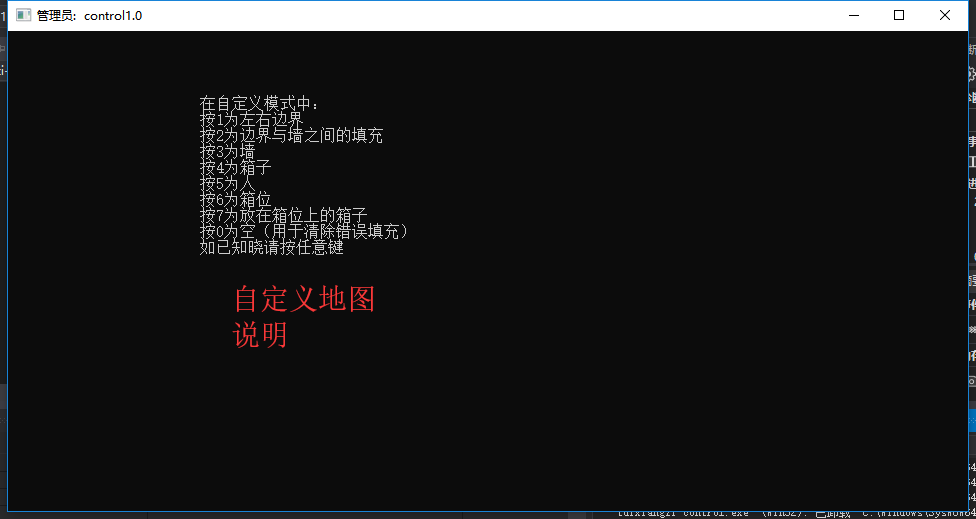 管理员: control1.0
在自定义模式中:
按1为左右边界
按2为边界与墙之间的填充
按3为墙
按4为箱子
按5为人
按6为箱位
按7为放在箱位上的箱子
按0为空（用于清除错误填充）
如已知晓请按任意键
自定义地图
说明